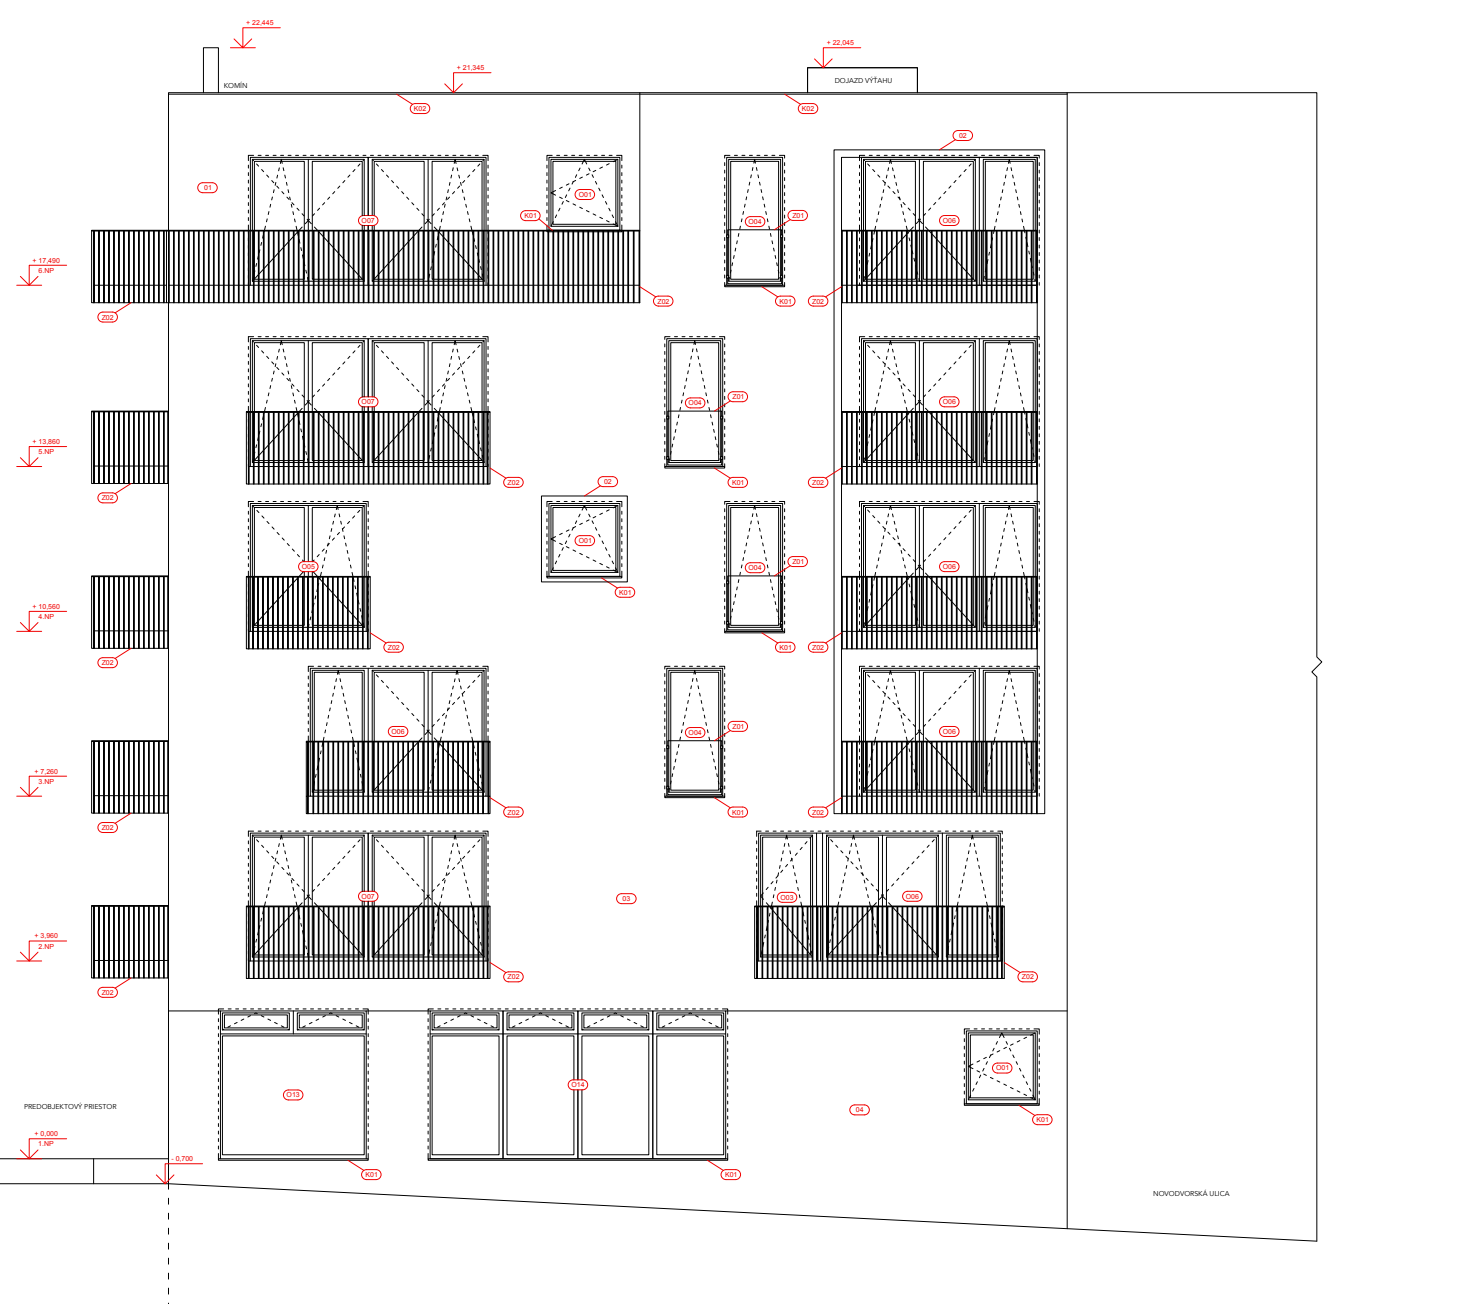 + 22,445
+ 22,045
+ 21,345
DOJAZD VÝŤAHU
KOMÍN
K02
K02
02
01
O01
K01
O07
O04
Z01
O06
+ 17,490
6.NP
Z02
K01
Z02
Z02
Z01
O07
O04
O06
+ 13,860
5.NP
Z02
K01
Z02
02
Z02
O01
Z01
O05
O04
O06
K01
+ 10,560
4.NP
Z02
K01
Z02
Z02
Z01
O06
O04
O06
+ 7,260
3.NP
Z02
K01
Z02
Z02
O07
03
O03
O06
+ 3,960
2.NP
Z02
Z02
Z02
O01
O14
O13
PREDOBJEKTOVÝ PRIESTOR
04
K01
+ 0,000
1.NP
- 0,700
K01
K01
NOVODVORSKÁ ULICA